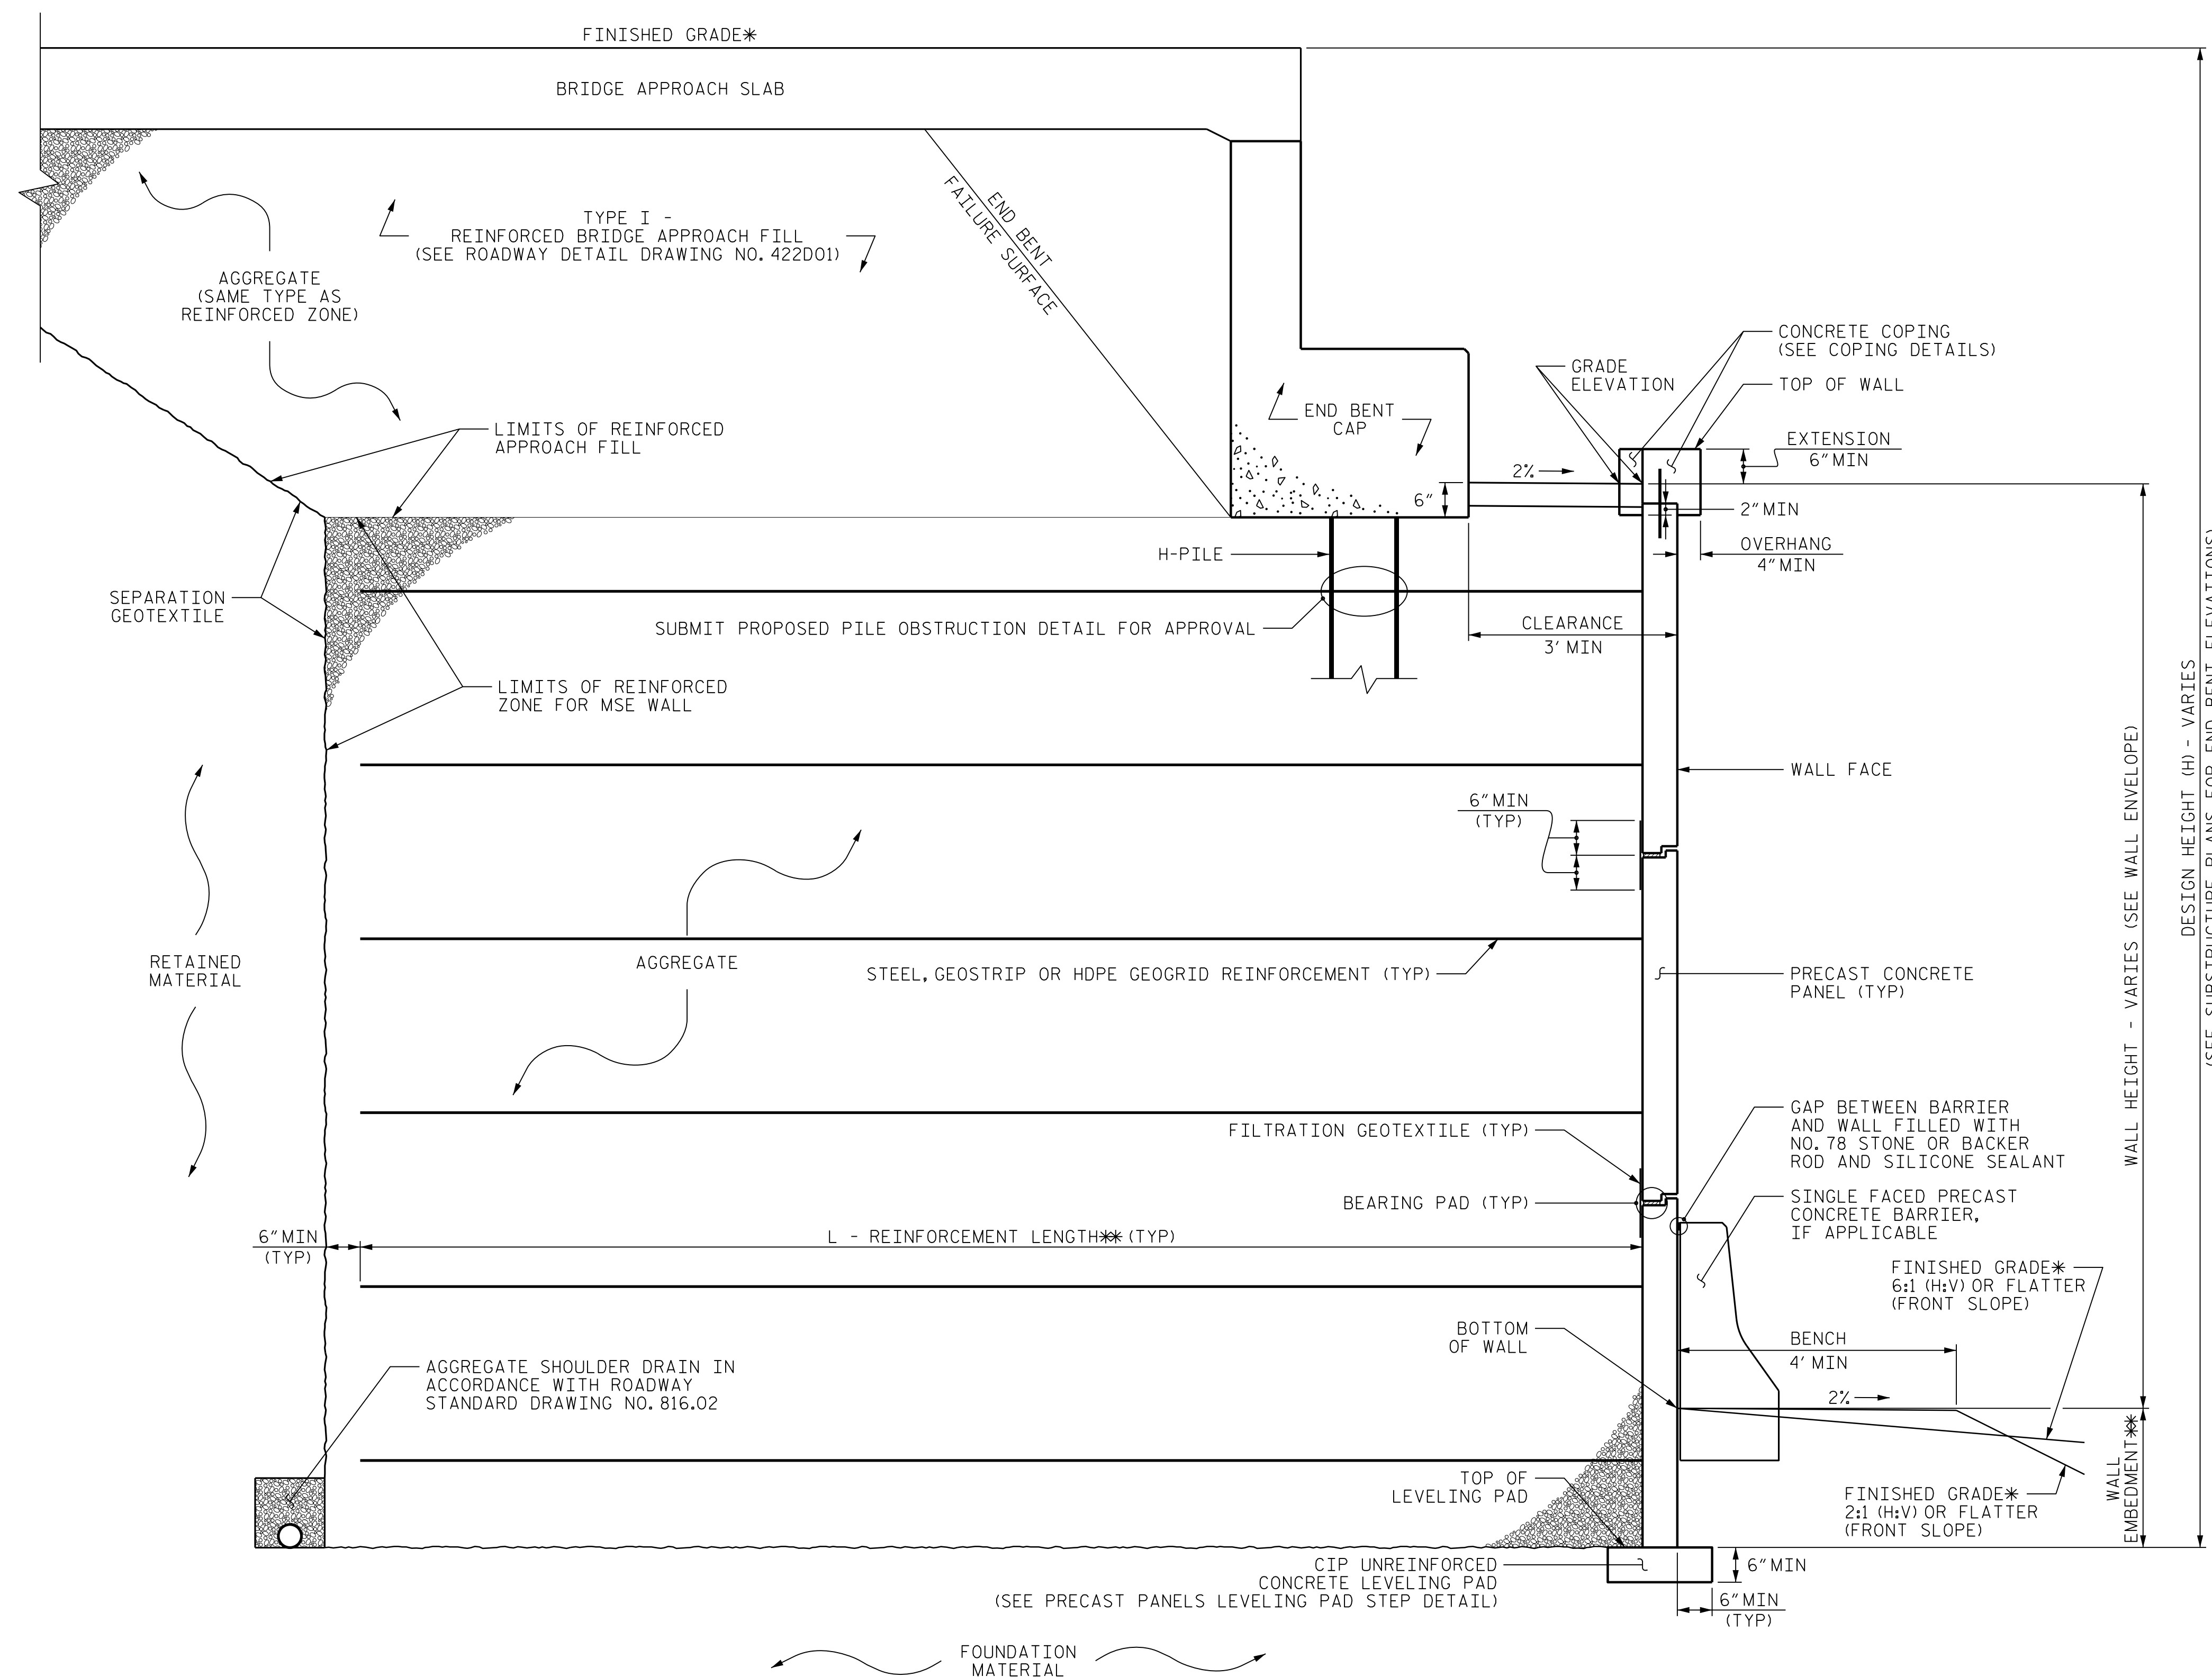 FINISHED GRADE*
BRIDGE APPROACH SLAB
TYPE I -
REINFORCED BRIDGE APPROACH FILL
(SEE ROADWAY DETAIL DRAWING NO. 422D01)
END BENT
FAILURE SURFACE
AGGREGATE
(SAME TYPE AS
REINFORCED ZONE)
CONCRETE COPING
(SEE COPING DETAILS)
GRADE
ELEVATION
TOP OF WALL
END BENT
CAP
LIMITS OF REINFORCED
APPROACH FILL
EXTENSION
6" MIN
2%
6"
2" MIN
OVERHANG
4" MIN
H-PILE
SEPARATION
GEOTEXTILE
SUBMIT PROPOSED PILE OBSTRUCTION DETAIL FOR APPROVAL
CLEARANCE
3' MIN
LIMITS OF REINFORCED
ZONE FOR MSE WALL
WALL FACE
6" MIN
(TYP)
RETAINED
MATERIAL
AGGREGATE
STEEL, GEOSTRIP OR HDPE GEOGRID REINFORCEMENT (TYP)
PRECAST CONCRETE
PANEL (TYP)
WALL HEIGHT - VARIES (SEE WALL ENVELOPE)
DESIGN HEIGHT (H) - VARIES
(SEE SUBSTRUCTURE PLANS FOR END BENT ELEVATIONS)
FILTRATION GEOTEXTILE (TYP)
GAP BETWEEN BARRIER
AND WALL FILLED WITH
NO. 78 STONE OR BACKER
ROD AND SILICONE SEALANT
BEARING PAD (TYP)
SINGLE FACED PRECAST
CONCRETE BARRIER,
IF APPLICABLE
6" MIN
(TYP)
L - REINFORCEMENT LENGTH** (TYP)
FINISHED GRADE*
6:1 (H:V) OR FLATTER
(FRONT SLOPE)
BOTTOM
OF WALL
BENCH
4' MIN
2%
AGGREGATE SHOULDER DRAIN IN
ACCORDANCE WITH ROADWAY
STANDARD DRAWING NO. 816.02
WALL
EMBEDMENT**
TOP OF
LEVELING PAD
FINISHED GRADE*
2:1 (H:V) OR FLATTER
(FRONT SLOPE)
CIP UNREINFORCED
CONCRETE LEVELING PAD
(SEE PRECAST PANELS LEVELING PAD STEP DETAIL)
6" MIN
6" MIN
(TYP)
FOUNDATION
MATERIAL